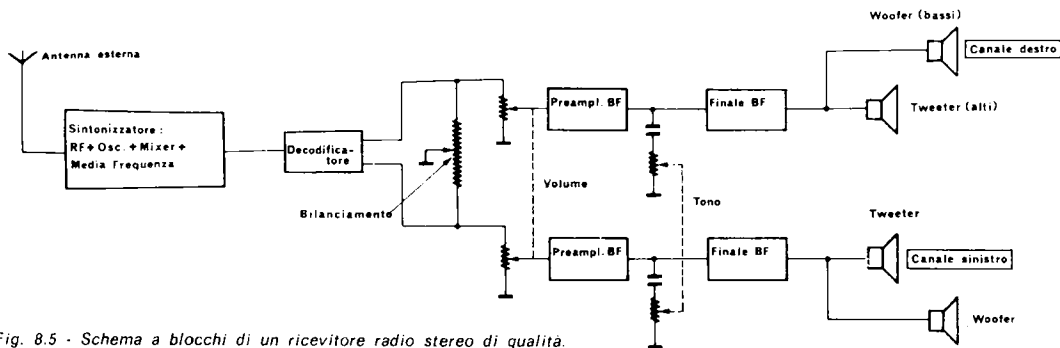 Woofer (bassi)
Canale destro
Antenna esterna
Tweeter (alti)
Preampl. BF
Finale BF
Sintonizzatore :
RF+ Osc. + Mixer +
Media Frequenza
Decodifica-
tore
Volume
Tono
Bilanciamento
Tweeter
Preampl. BF
Finale BF
Canale sinistro
Woofer
Fig. 8.5 - Schema a blocchi di un ricevitore radio stereo di qualità.